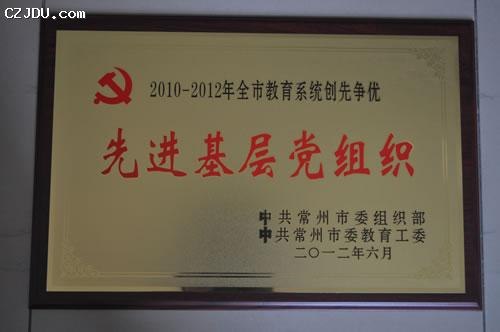 CZJDU.COM
2010-2012年全市教育系统创先争优
先进基层党组织
中共常州市委组织部
中共常州市委教育工委
二〇一二年六月